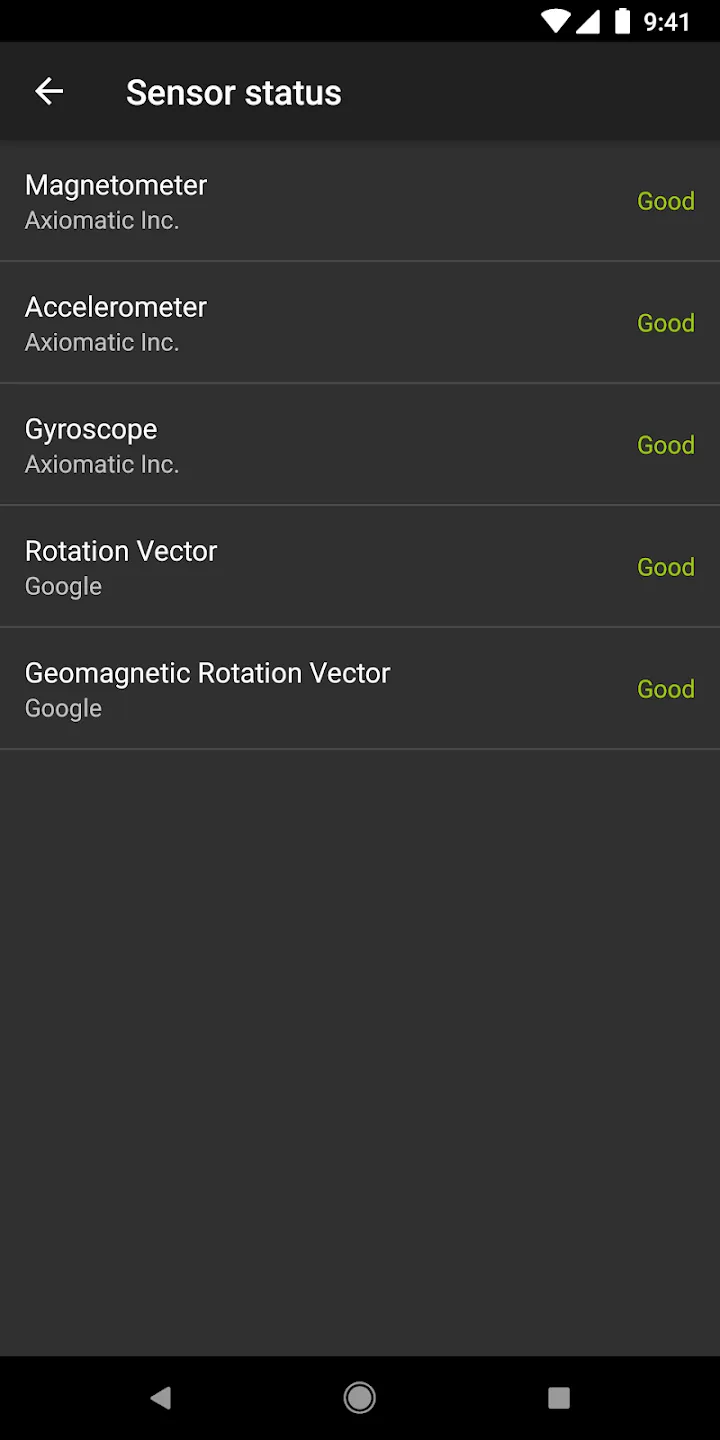 9:41
Sensor status
Magnetometer
Axiomatic Inc.
Good
Accelerometer
Axiomatic Inc.
Good
Gyroscope
Axiomatic Inc.
Good
Rotation Vector
Google
Good
Geomagnetic Rotation Vector
Google
Good